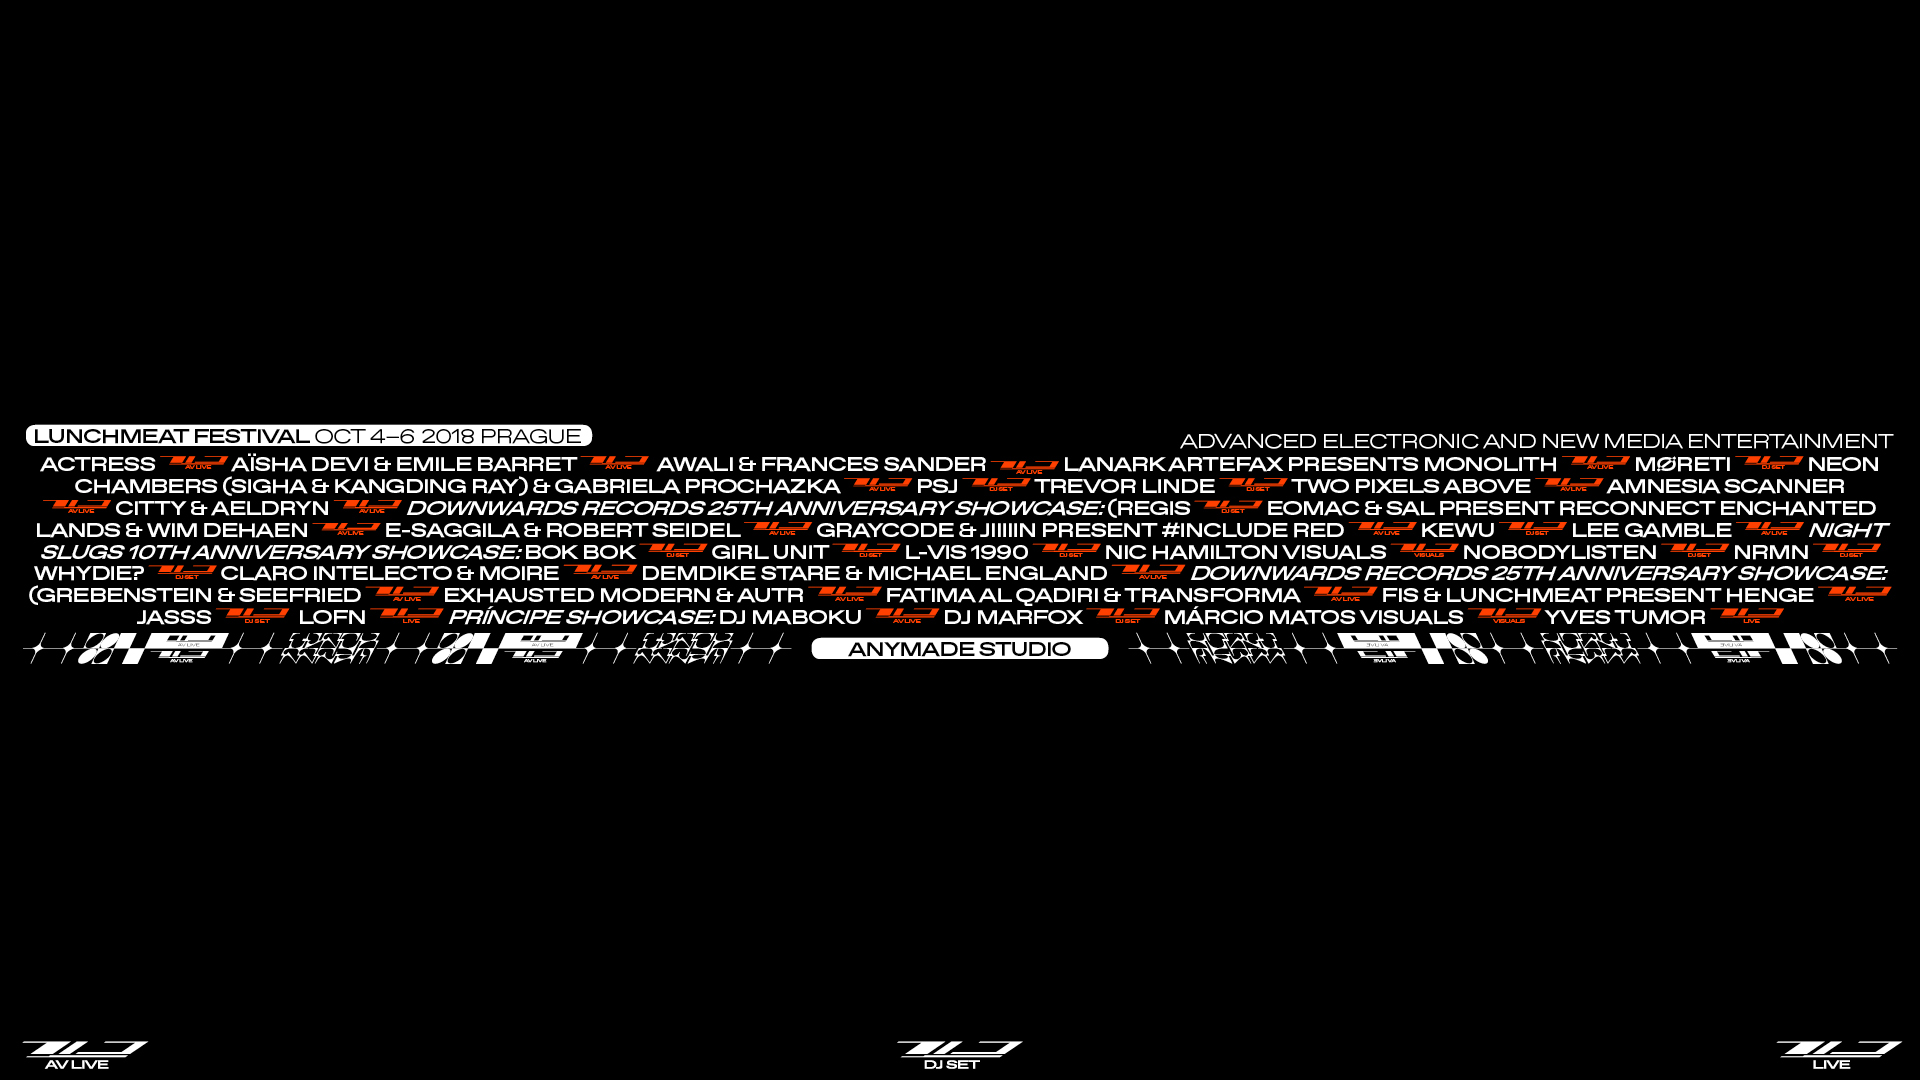 LUNCHMEAT FESTIVAL OCT 4–6 2018 PRAGUE
ADVANCED ELECTRONIC AND NEW MEDIA ENTERTAINMENT
ACTRESS AV LIVE AÏSHA DEVI & EMILE BARRET AV LIVE AWALI & FRANCES SANDER AV LIVE LANARK ARTEFAX PRESENTS MONOLITH AV LIVE MØRETI DJ SET NEON
CHAMBERS (SIGHA & KANGDING RAY) & GABRIELA PROCHAZKA AV LIVE PSJ DJ SET TREVOR LINDE DJ SET TWO PIXELS ABOVE AV LIVE AMNESIA SCANNER
AV LIVE CITTY & AELDRYN AV LIVE DOWNWARDS RECORDS 25TH ANNIVERSARY SHOWCASE: (REGIS DJ SET EOMAC & SAL PRESENT RECONNECT ENCHANTED
LANDS & WIM DEHAEN AV LIVE E-SAGGILA & ROBERT SEIDEL AV LIVE GRAYCODE & JIIIIIN PRESENT #INCLUDE RED AV LIVE KEWU DJ SET LEE GAMBLE AV LIVE NIGHT
SLUGS 10TH ANNIVERSARY SHOWCASE: BOK BOK DJ SET GIRL UNIT DJ SET L-VIS 1990 DJ SET NIC HAMILTON VISUALS VISUALS NOBODYLISTEN DJ SET NRMN DJ SET
WHYDIE? DJ SET CLARO INTELECTO & MOIRE AV LIVE DEMDIKE STARE & MICHAEL ENGLAND AV LIVE DOWNWARDS RECORDS 25TH ANNIVERSARY SHOWCASE:
(GREBENSTEIN & SEEFRIED AV LIVE EXHAUSTED MODERN & AUTR AV LIVE FATIMA AL QADIRI & TRANSFORMA AV LIVE FIS & LUNCHMEAT PRESENT HENGE AV LIVE
JASSS DJ SET LOFN LIVE PRÍNCIPE SHOWCASE: DJ MABOKU AV LIVE DJ MARFOX DJ SET MÁRCIO MATOS VISUALS VISUALS YVES TUMOR LIVE
ANYMADE STUDIO
AV LIVE
DJ SET
LIVE